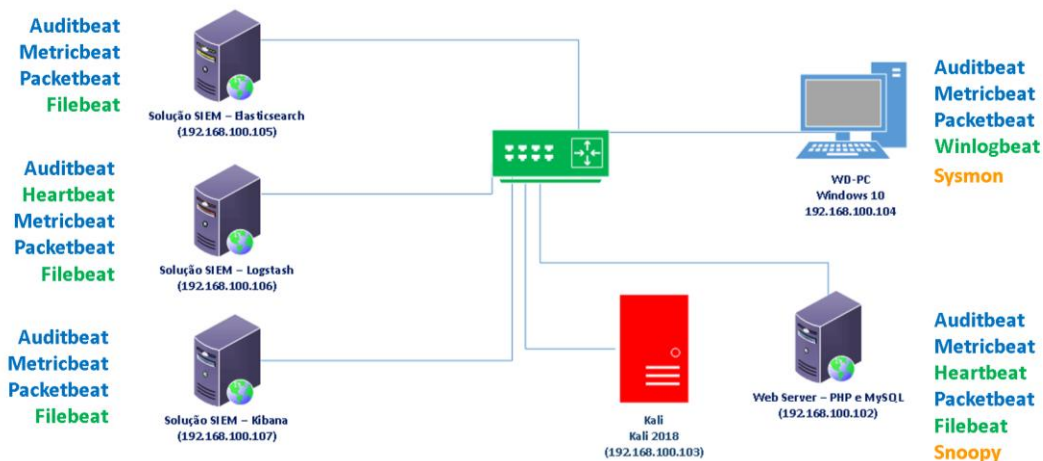 Auditbeat
Metricbeat
Packetbeat
Filebeat
Solução SIEM – Elasticsearch
(192.168.100.105)
Auditbeat
Heartbeat
Metricbeat
Packetbeat
Filebeat
Solução SIEM – Logstash
(192.168.100.106)
Auditbeat
Metricbeat
Packetbeat
Filebeat
Solução SIEM – Kibana
(192.168.100.107)
Kali
Kali 2018
(192.168.100.103)
WD-PC
Windows 10
192.168.100.104
Auditbeat
Metricbeat
Packetbeat
Winlogbeat
Sysmon
Web Server – PHP e MySQL
(192.168.100.102)
Auditbeat
Metricbeat
Heartbeat
Packetbeat
Filebeat
Snoopy